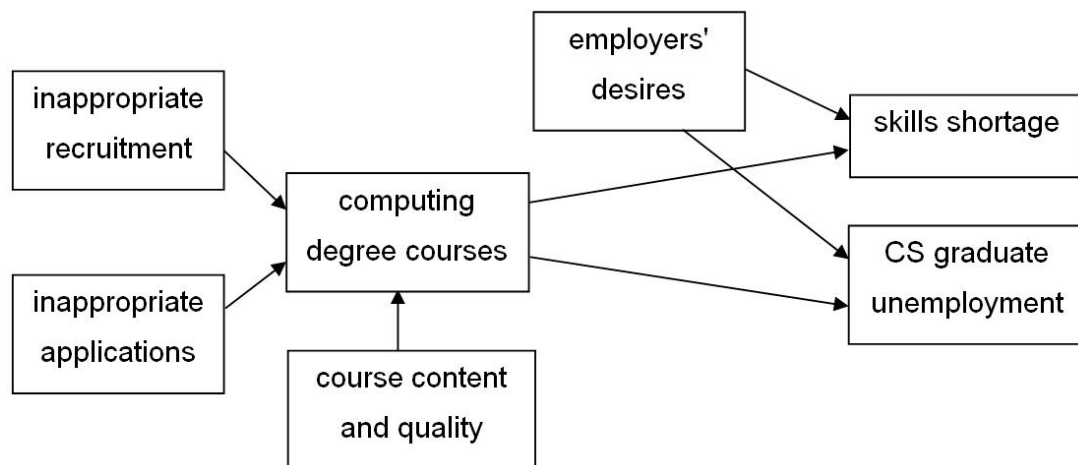 employers'
desires
inappropriate
recruitment
skills shortage
computing
degree courses
CS graduate
unemployment
inappropriate
applications
course content
and quality